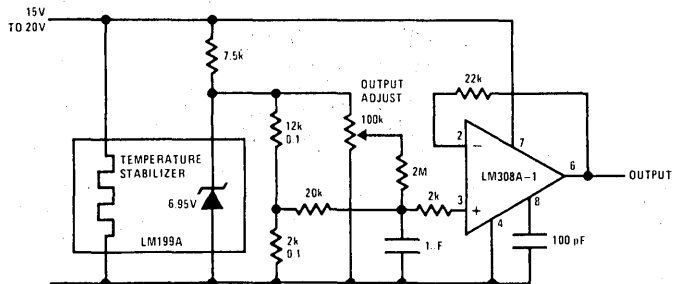 15V
TO 20V
7.5k
OUTPUT
ADJUST
22k
12k
0.1
100k
2
7
TEMPERATURE
STABILIZER
2M
LM308A-1
6
OUTPUT
6.95V
20k
2k
3
8
2k
0.1
4
1..F
100 pF
LM199A